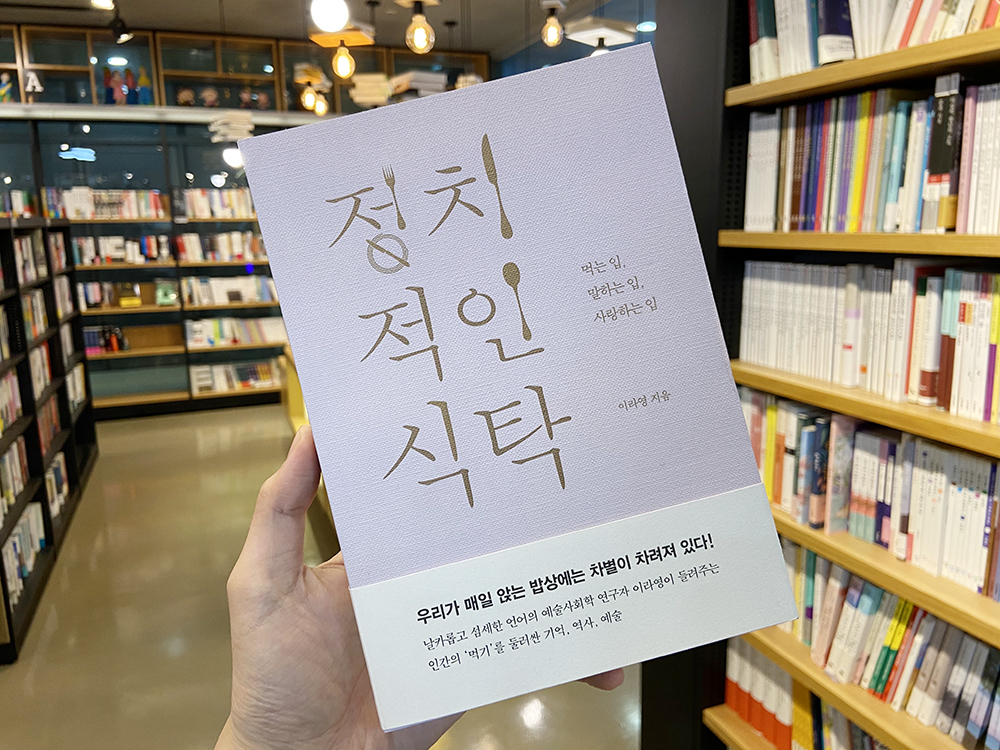 정치
적인
식탁
먹는 입,
말하는 입,
사랑하는 입
이라영 지음
우리가 매일 앉는 밥상에는 차별이 차려져 있다!
날카롭고 섬세한 언어의 예술사회학 연구자 이라영이 들려주는
인간의 '먹기'를 둘러싼 기억, 역사, 예술
A